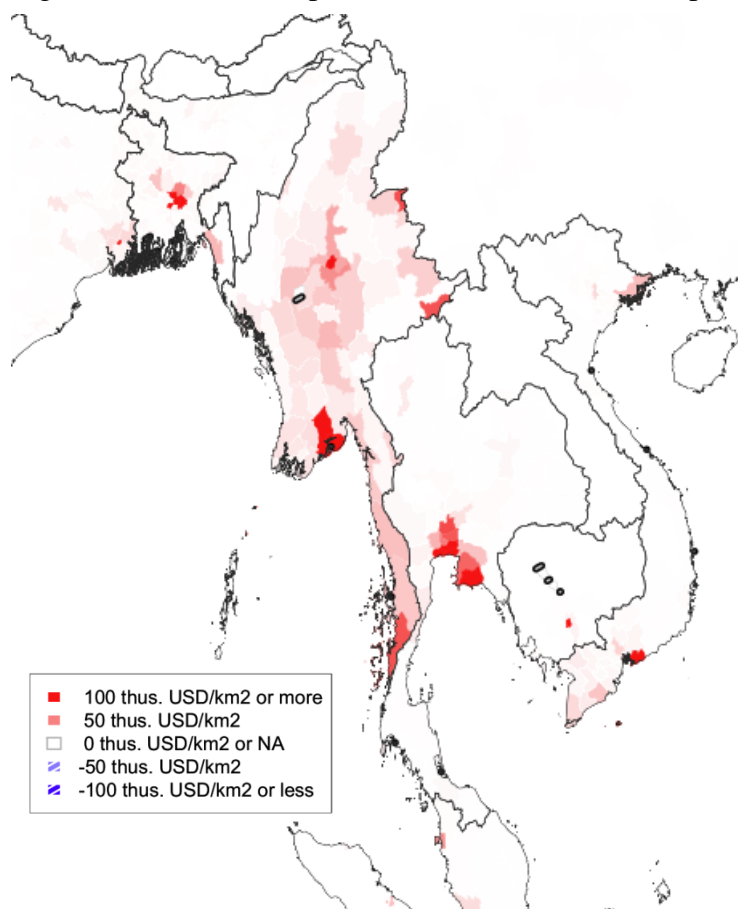 100 thus. USD/km2 or more
50 thus. USD/km2
0 thus. USD/km2 or NA
-50 thus. USD/km2
-100 thus. USD/km2 or less